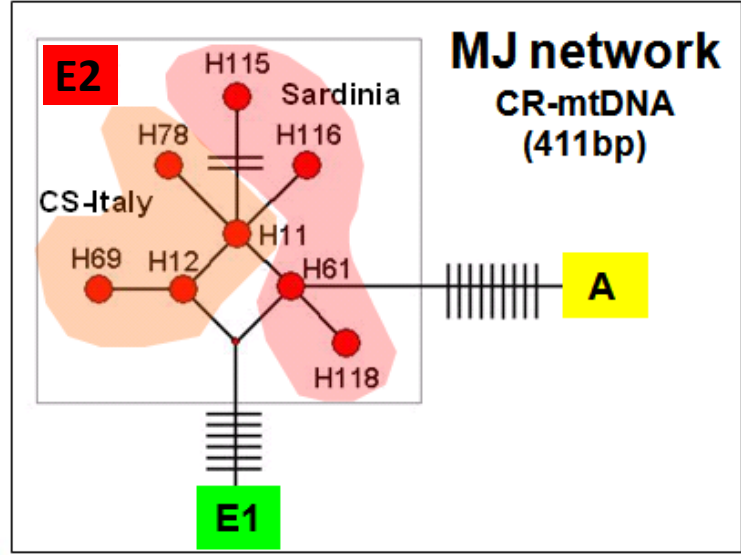 E2
MJ network
CR-mtDNA
(411bp)
H115
Sardinia
H78
H116
CS-Italy
H11
H69
H12
H61
A
H118
E1